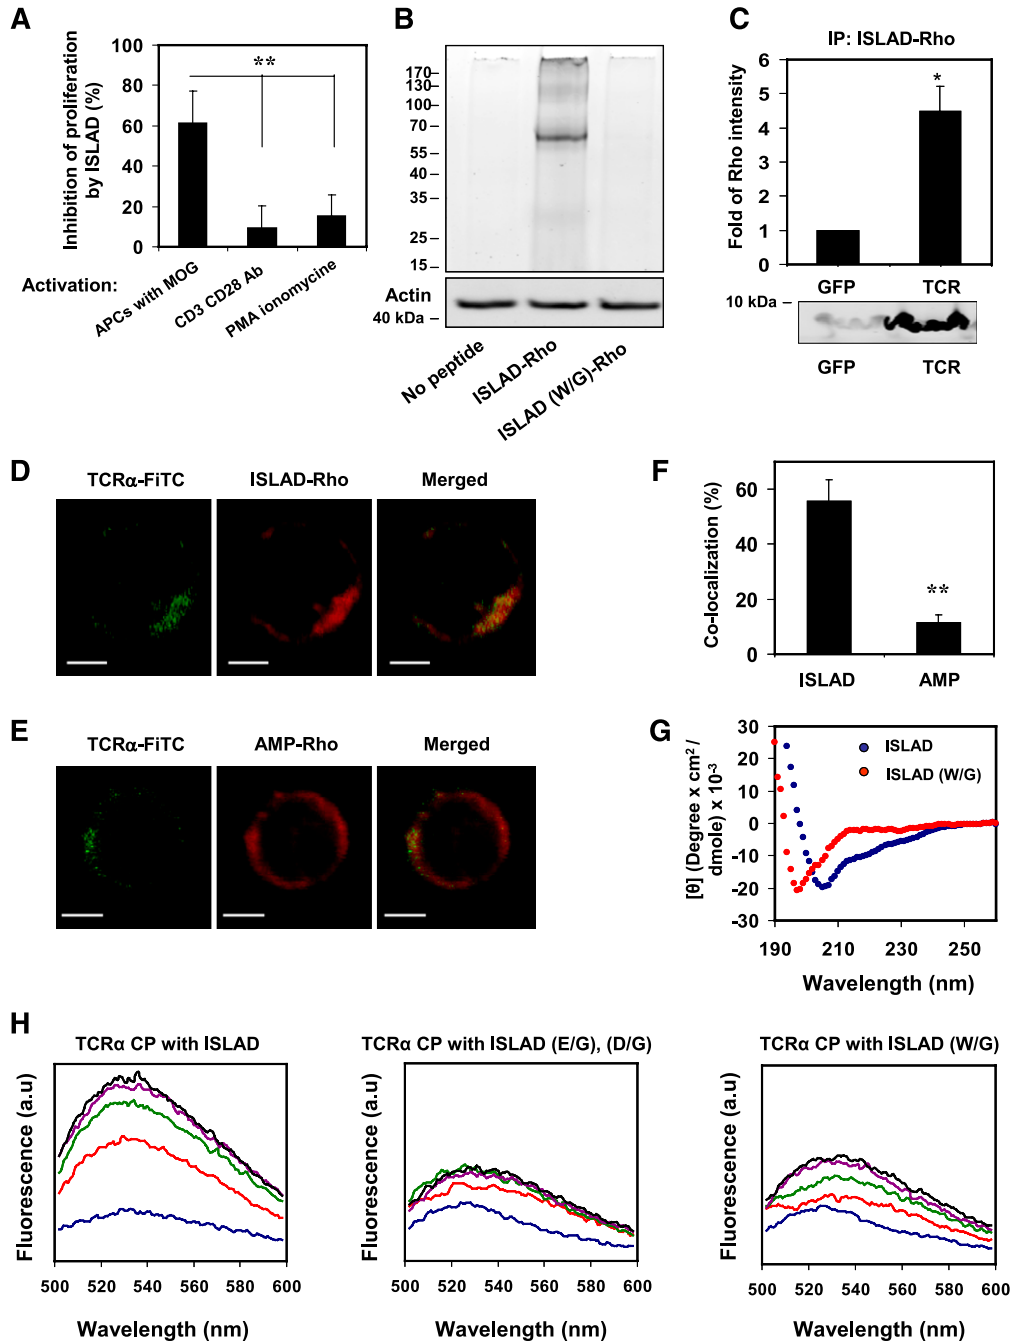 A
Inhibition of proliferation
by ISLAD (%)
100
80
60
40
20
0
**
Activation:
APCs with MOG
CD3 CD28 Ab
PMA ionomycine
B
170
130
100
70
55
40
35
25
15
Actin
40 kDa
No peptide
ISLAD-Rho
ISLAD (W/G)-Rho
C
IP: ISLAD-Rho
Fold of Rho intensity
6
5
4
3
2
1
0
*
GFP
TCR
10 kDa
GFP
TCR
D
TCRα-FiTC
ISLAD-Rho
Merged
E
TCRα-FiTC
AMP-Rho
Merged
F
Co-localization (%)
60
40
20
0
**
ISLAD
AMP
G
[θ] (Degree x cm² /
dmole) x 10⁻³
30
20
10
0
-10
-20
-30
ISLAD
ISLAD (W/G)
190
210
230
250
Wavelength (nm)
H
TCRα CP with ISLAD
Fluorescence (a.u)
500 520 540 560 580 600
Wavelength (nm)
TCRα CP with ISLAD (E/G), (D/G)
Fluorescence (a.u)
500 520 540 560 580 600
Wavelength (nm)
TCRα CP with ISLAD (W/G)
Fluorescence (a.u)
500 520 540 560 580 600
Wavelength (nm)